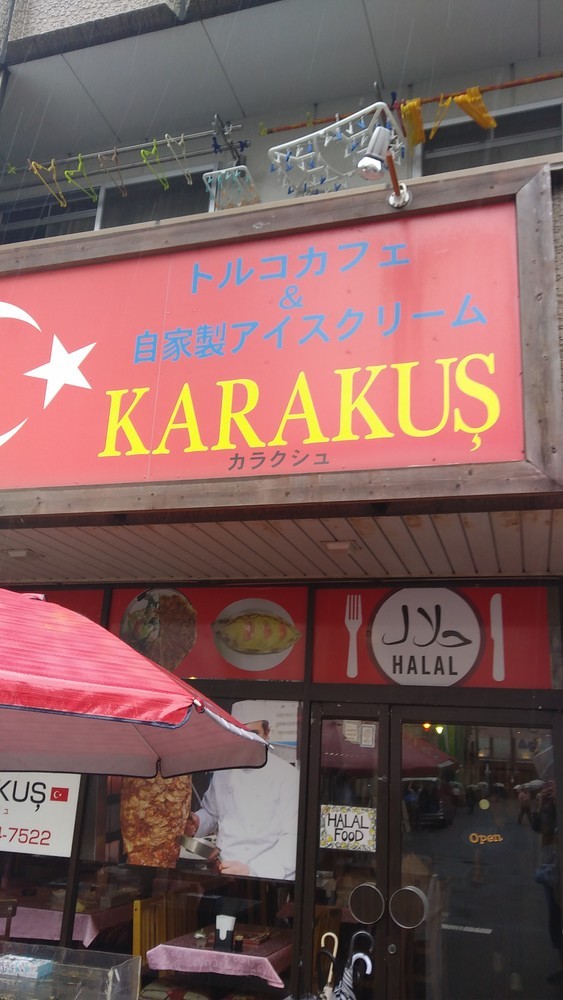 トルコカフェ
&
自家製アイスクリーム
KARAKUŞ
カラクシュ
حلال
HALAL
KUŞ
-7522
HALAL
FOOD
Open